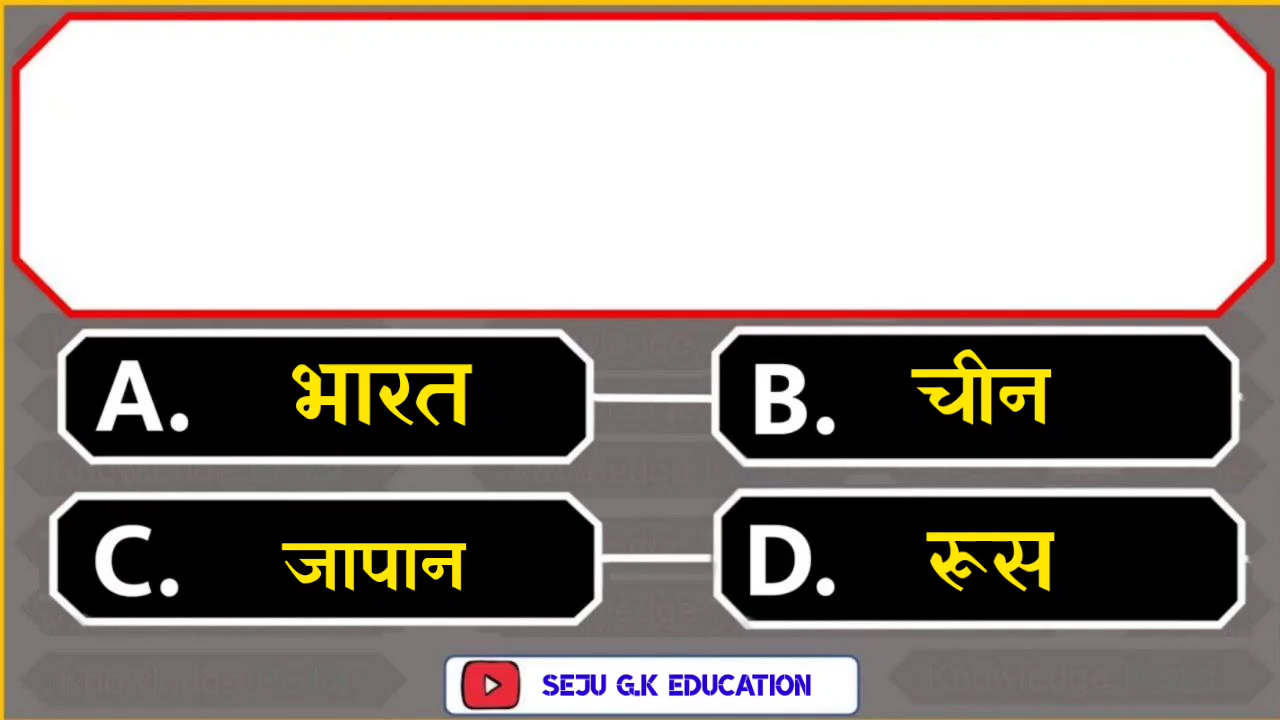 A. भारत
B. चीन
C. जापान
D. रूस
SEJU G.K EDUCATION